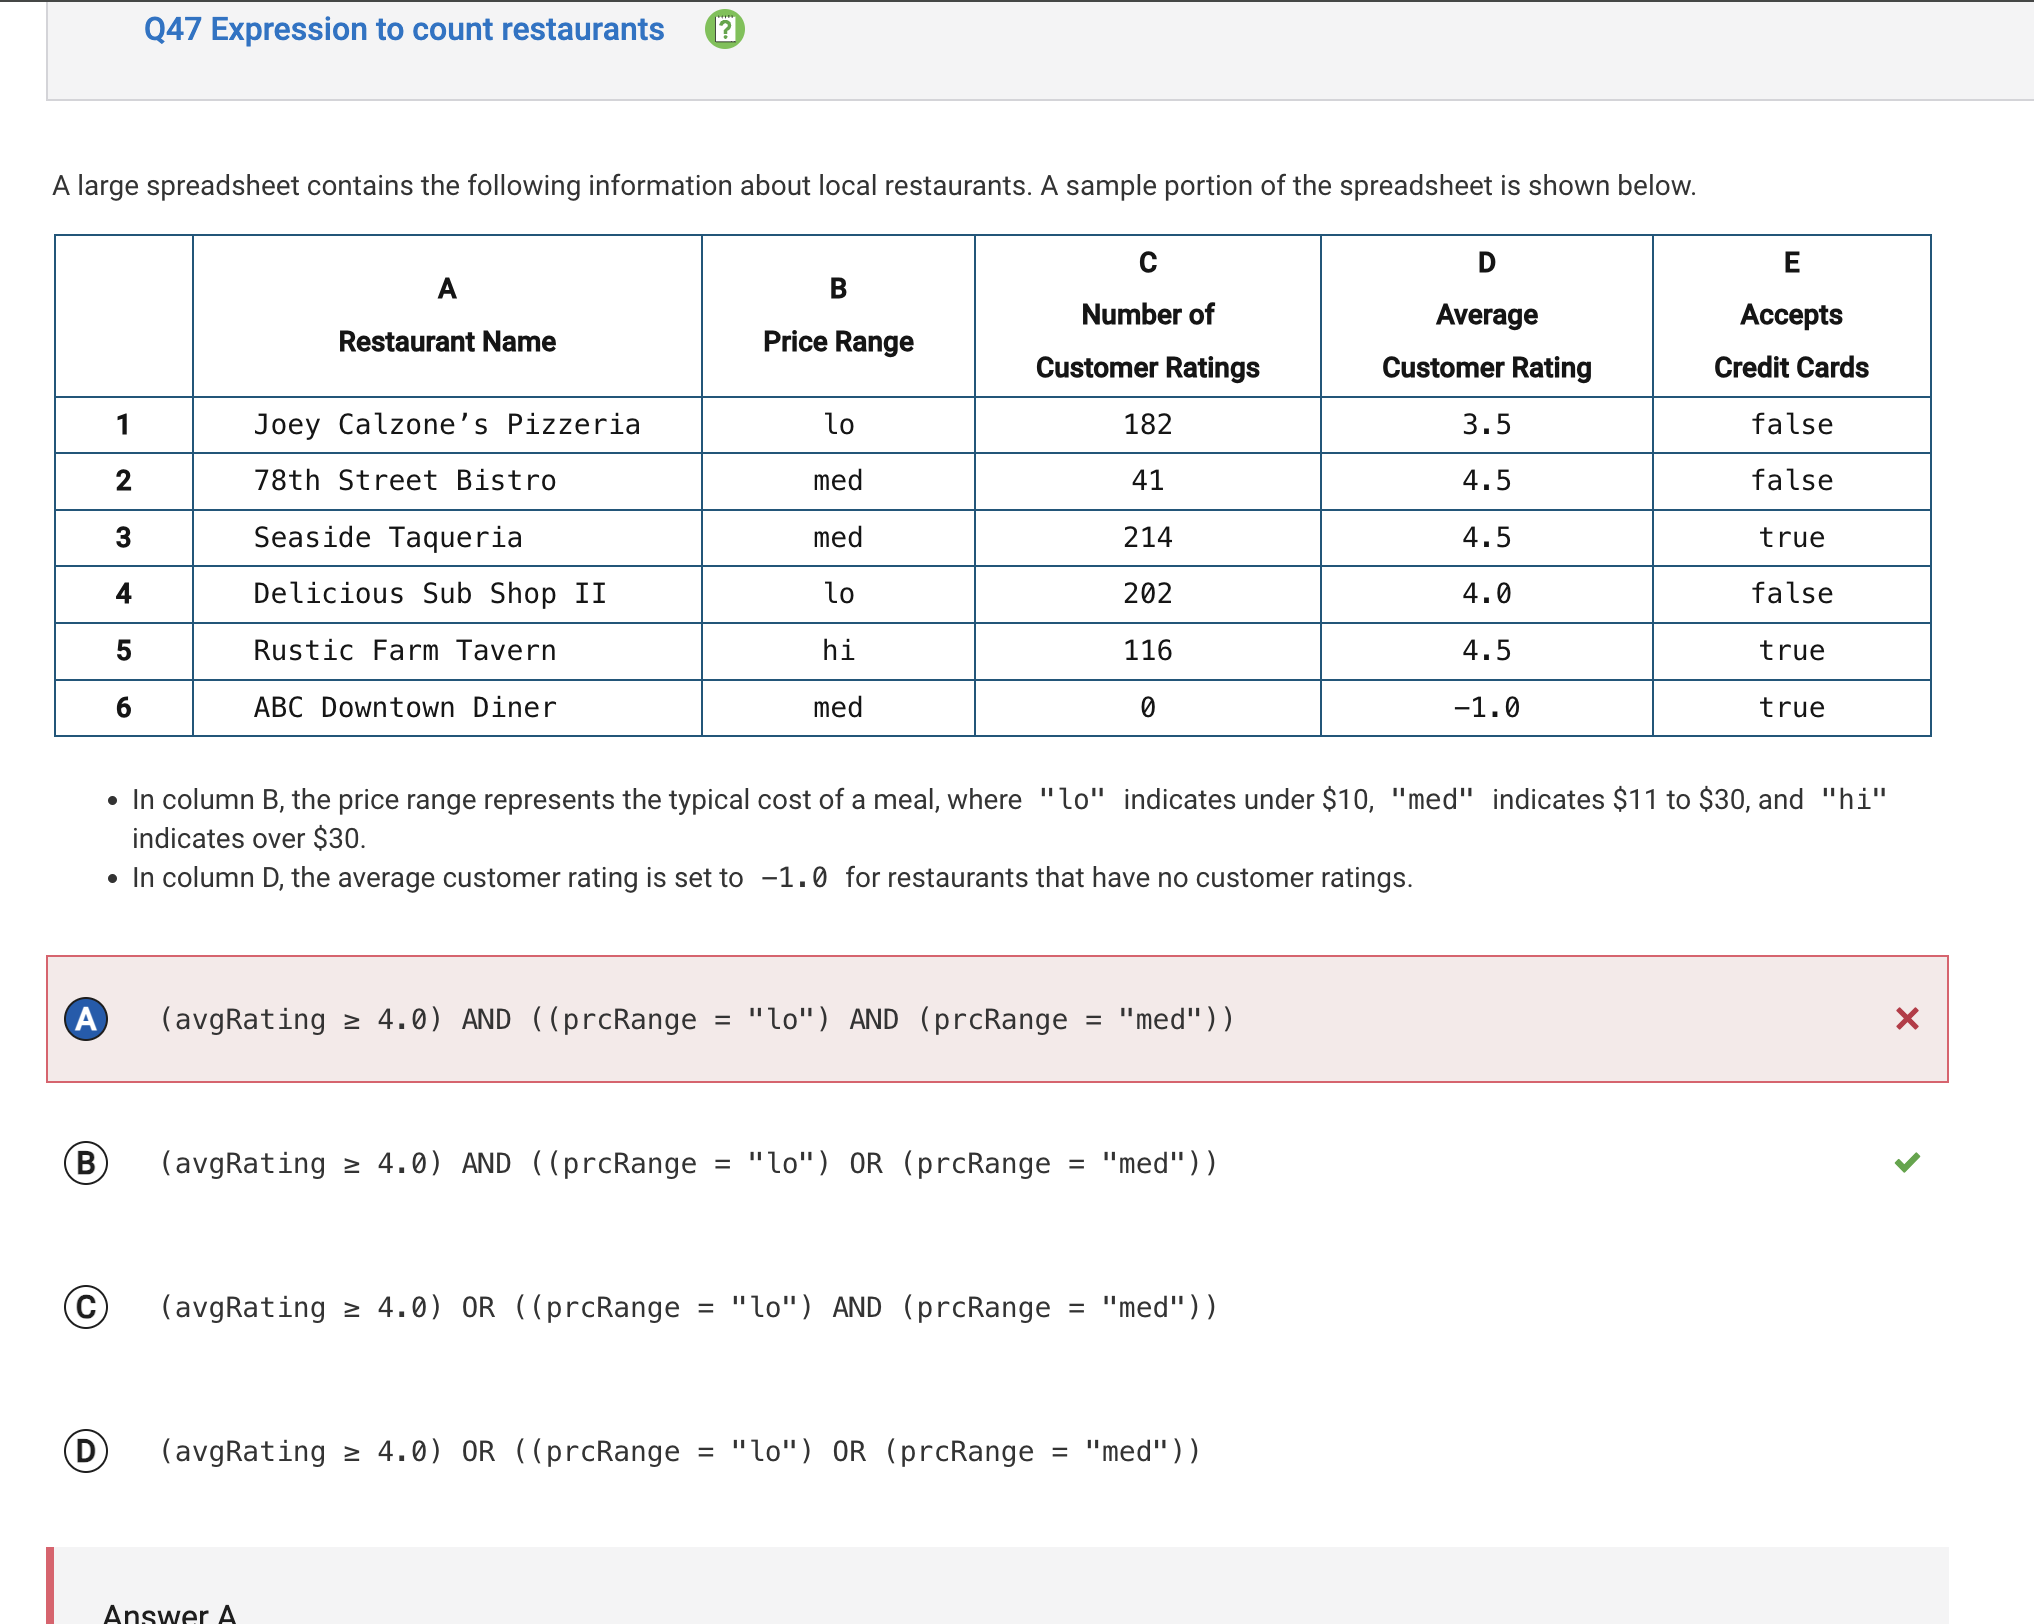 Q47 Expression to count restaurants
A large spreadsheet contains the following information about local restaurants. A sample portion of the spreadsheet is shown below.
A Restaurant Name B Price Range C Number of Customer Ratings D Average Customer Rating E Accepts Credit Cards
1 Joey Calzone’s Pizzeria lo 182 3.5 false
2 78th Street Bistro med 41 4.5 false
3 Seaside Taqueria med 214 4.5 true
4 Delicious Sub Shop II lo 202 4.0 false
5 Rustic Farm Tavern hi 116 4.5 true
6 ABC Downtown Diner med 0 −1.0 true
• In column B, the price range represents the typical cost of a meal, where "lo" indicates under $10, "med" indicates $11 to $30, and "hi"
indicates over $30.
• In column D, the average customer rating is set to −1.0 for restaurants that have no customer ratings.
A (avgRating ≥ 4.0) AND ((prcRange = "lo") AND (prcRange = "med"))
B (avgRating ≥ 4.0) AND ((prcRange = "lo") OR (prcRange = "med"))
C (avgRating ≥ 4.0) OR ((prcRange = "lo") AND (prcRange = "med"))
D (avgRating ≥ 4.0) OR ((prcRange = "lo") OR (prcRange = "med"))
Answer A